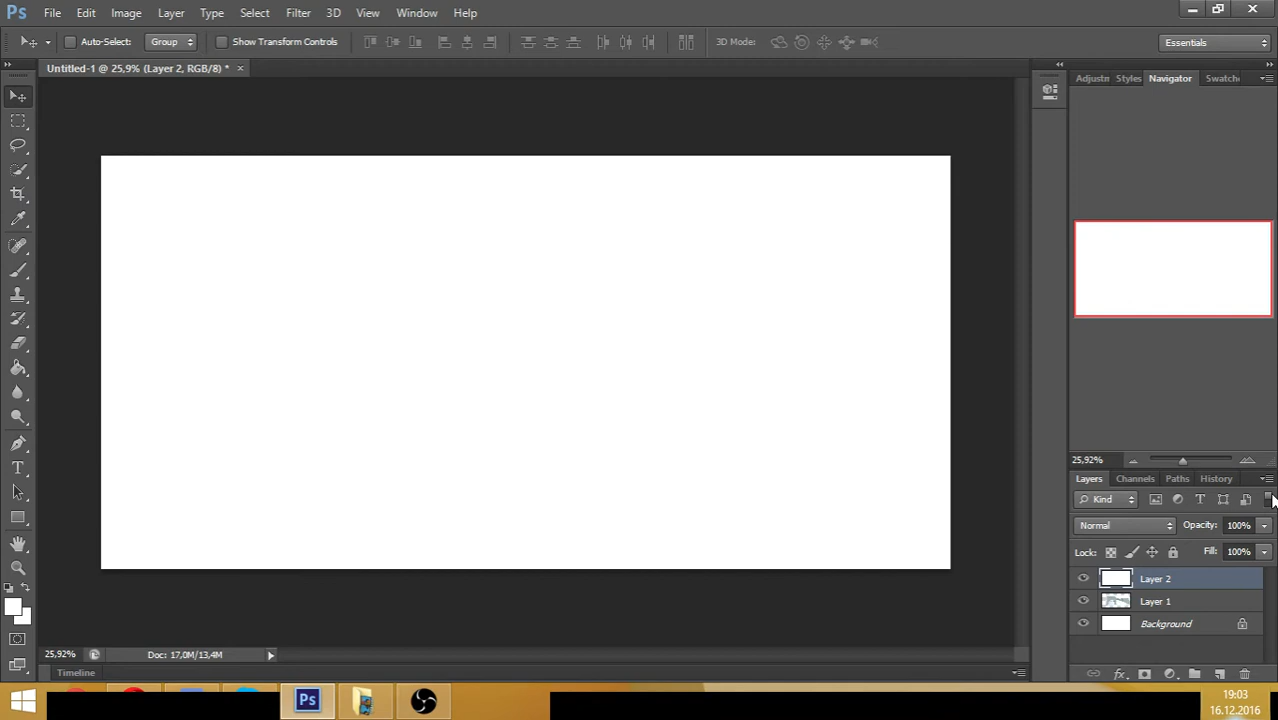 Ps File Edit Image Layer Type Select Filter 3D View Window Help
Auto-Select: Group Show Transform Controls 3D Mode: Essentials
Untitled-1 @ 25,9% (Layer 2, RGB/8) * ×
Styles Navigator
25,92%
Layers Channels Paths History
Kind
Normal Opacity: 100%
Lock: Fill: 100%
Layer 2
Layer 1
Background
25,92% Doc: 17,0M/13,4M
Timeline
Ps
19:03
16.12.2016